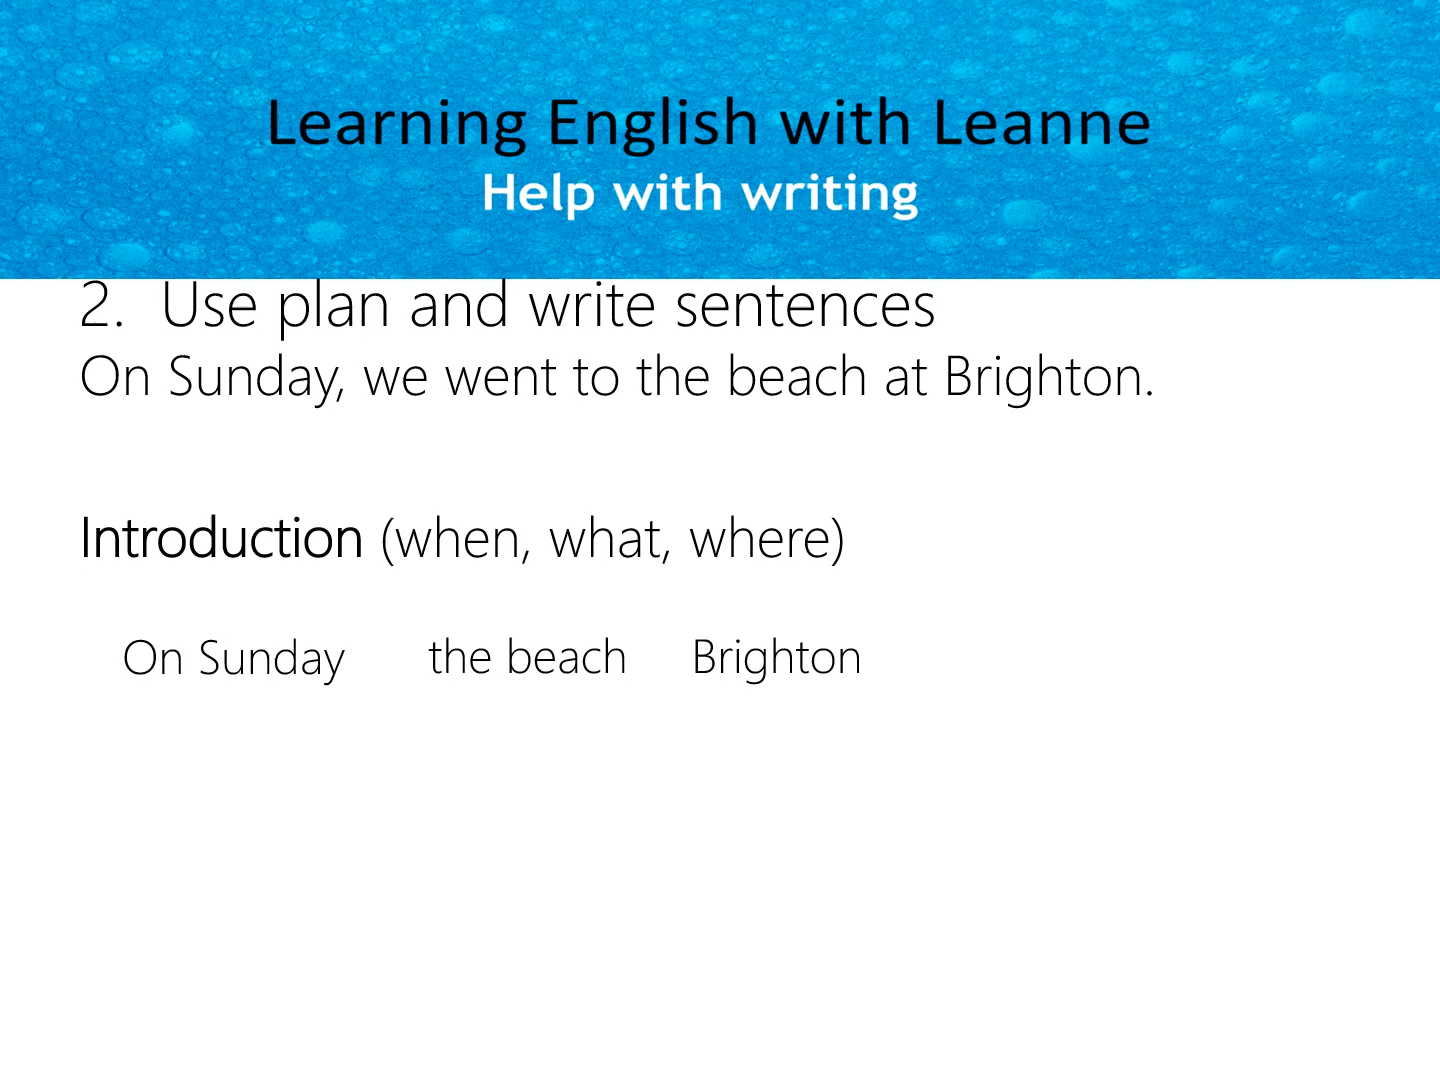 Learning English with Leanne
Help with writing
2. Use plan and write sentences
On Sunday, we went to the beach at Brighton.
Introduction (when, what, where)
On Sunday the beach Brighton